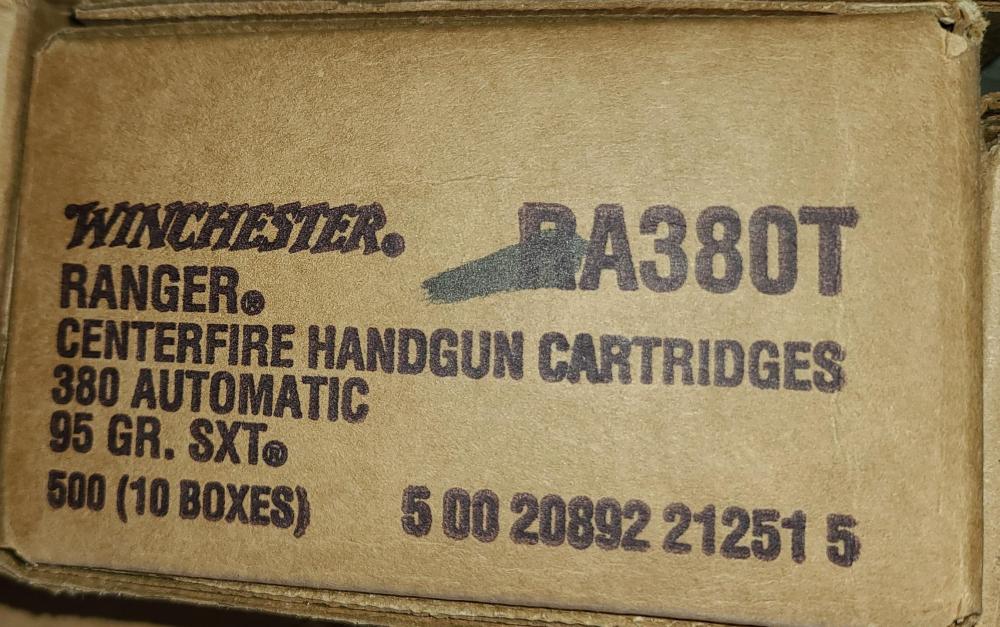 WINCHESTER® RA380T
RANGER®
CENTERFIRE HANDGUN CARTRIDGES
380 AUTOMATIC
95 GR. SXT®
500 (10 BOXES) 5 00 20892 21251 5